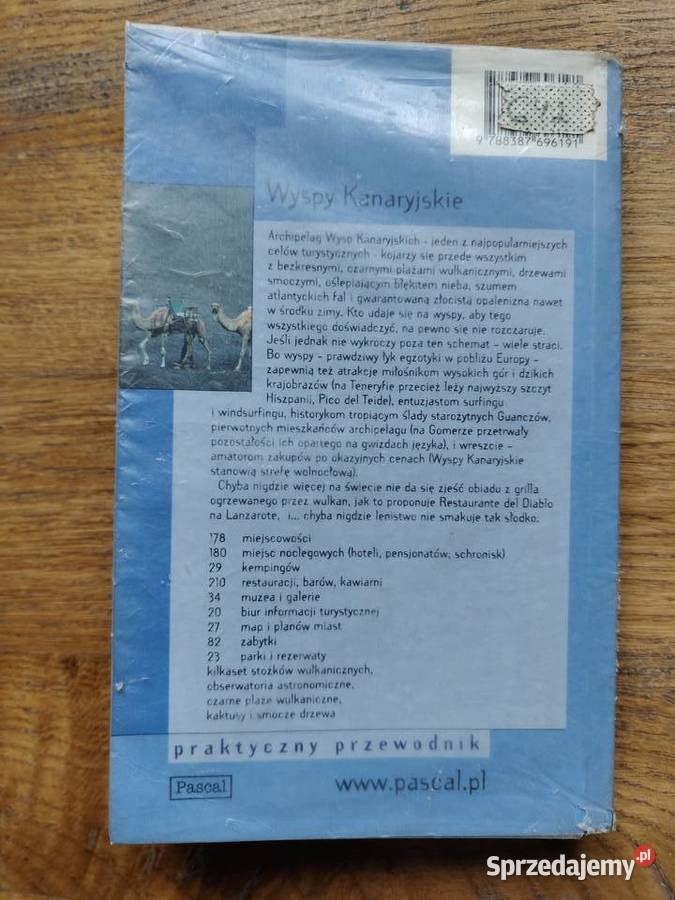 9 788387 696191
Wyspy Kanaryjskie
Archipelag Wysp Kanaryjskich - jeden z najpopularniejszych
celów turystycznych - kojarzy się przede wszystkim
z bezkresnymi, czarnymi plażami wulkanicznymi, drzewami
smoczymi, oślepiającym błękitem nieba, szumem
atlantyckich fal i gwarantowaną złocistą opalenizną nawet
w środku zimy. Kto udaje się na wyspy, aby tego
wszystkiego doświadczyć, na pewno się nie rozczaruje.
Jeśli jednak nie wykroczy poza ten schemat - wiele straci.
Bo wyspy - prawdziwy łyk egzotyki w pobliżu Europy -
zapewnią też atrakcje miłośnikom wysokich gór i dzikich
krajobrazów (na Teneryfie przecież leży najwyższy szczyt
Hiszpanii, Pico del Teide), entuzjastom surfingu
i windsurfingu, historykom tropiącym ślady starożytnych Guanczów,
pierwotnych mieszkańców archipelagu (na Gomerze przetrwały
pozostałości ich opartego na gwizdach języka), i wreszcie -
amatorom zakupów po okazyjnych cenach (Wyspy Kanaryjskie
stanowią strefę wolnocłową).
Chyba nigdzie więcej na świecie nie da się zjeść obiadu z grilla
ogrzewanego przez wulkan, jak to proponuje Restaurante del Diablo
na Lanzarote, i... chyba nigdzie lenistwo nie smakuje tak słodko.
178 miejscowości
180 miejsc noclegowych (hoteli, pensjonatów, schronisk)
29 kempingów
210 restauracji, barów, kawiarni
34 muzea i galerie
20 biur informacji turystycznej
27 map i planów miast
82 zabytki
23 parki i rezerwaty
kilkaset stożków wulkanicznych,
obserwatoria astronomiczne,
czarne plaże wulkaniczne,
kaktusy i smocze drzewa
praktyczny przewodnik
Pascal
www.pascal.pl
Sprzedajemy.pl